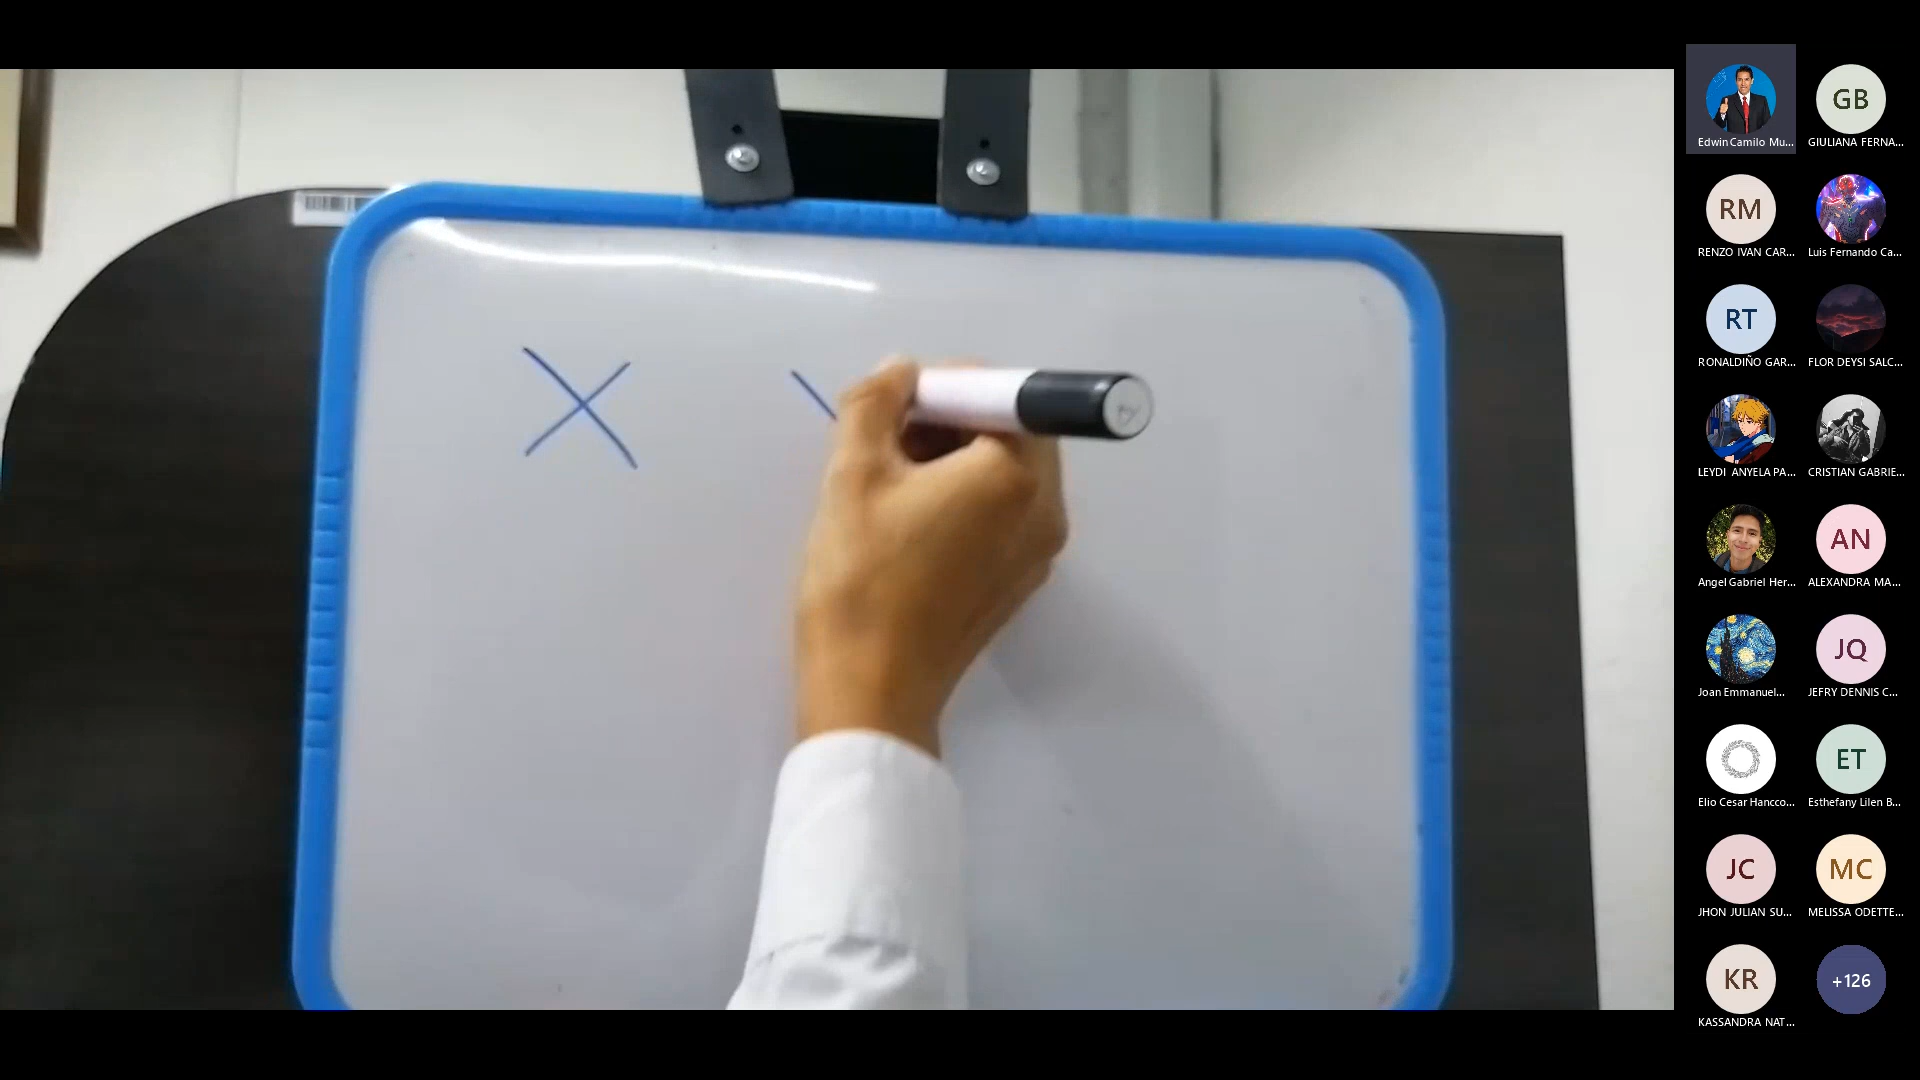 X
Edwin Camilo Mu...
GB
GIULIANA FERNA...
RM
RENZO IVAN CAR...
Luis Fernando Ca...
RT
RONALDIÑO GAR...
FLOR DEYSI SALC...
LEYDI ANYELA PA...
CRISTIAN GABRIE...
Angel Gabriel Her...
AN
ALEXANDRA MA...
Joan Emmanuel...
JQ
JEFRY DENNIS C...
Elio Cesar Hancco...
ET
Esthefany Lilen B...
JC
JHON JULIAN SU...
MC
MELISSA ODETTE...
KR
KASSANDRA NAT...
+126